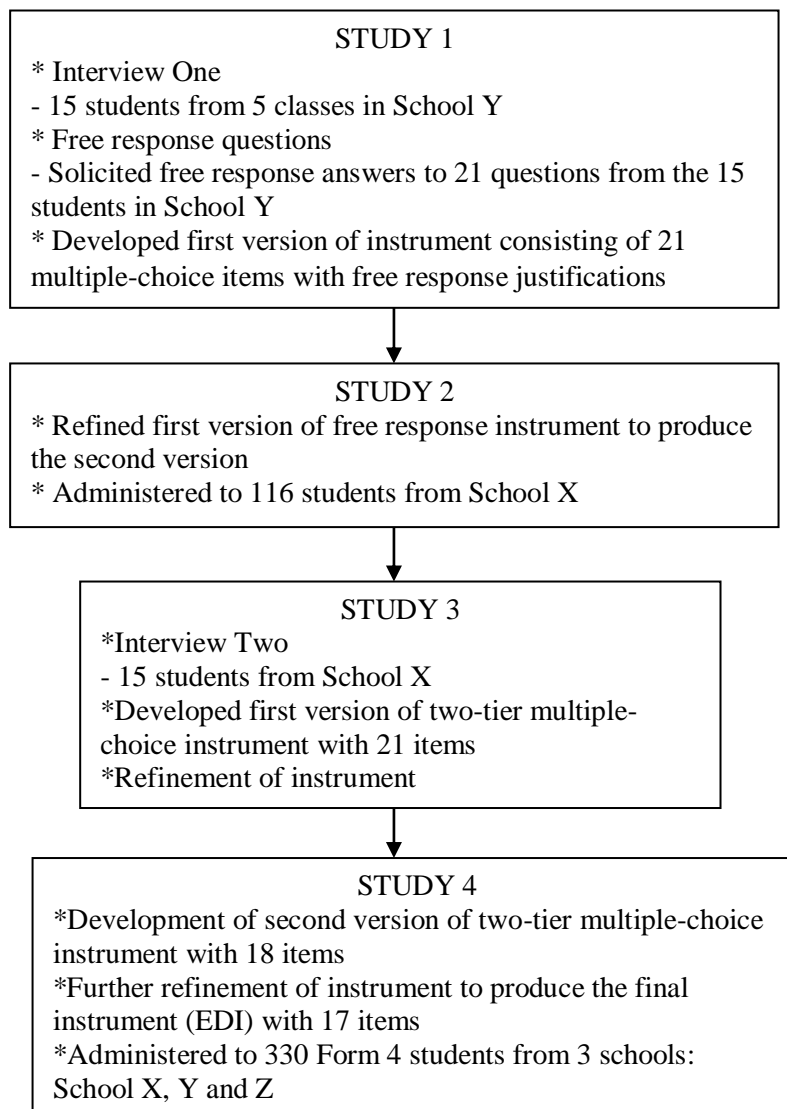 STUDY 1
* Interview One
- 15 students from 5 classes in School Y
* Free response questions
- Solicited free response answers to 21 questions from the 15
students in School Y
* Developed first version of instrument consisting of 21
multiple-choice items with free response justifications
STUDY 2
* Refined first version of free response instrument to produce
the second version
* Administered to 116 students from School X
STUDY 3
*Interview Two
- 15 students from School X
*Developed first version of two-tier multiple-
choice instrument with 21 items
*Refinement of instrument
STUDY 4
*Development of second version of two-tier multiple-choice
instrument with 18 items
*Further refinement of instrument to produce the final
instrument (EDI) with 17 items
*Administered to 330 Form 4 students from 3 schools:
School X, Y and Z